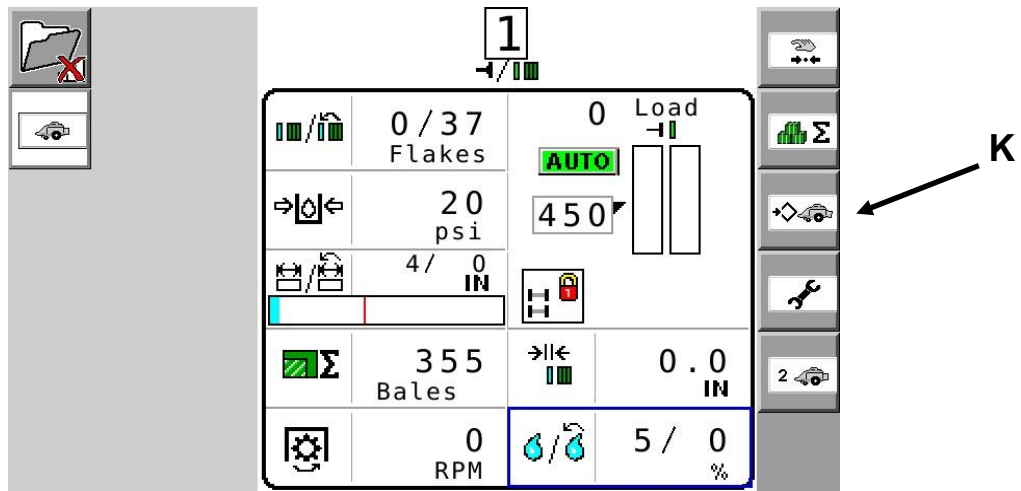 1
0/37
Flakes
0
Load
AUTO
20
psi
450
4/ 0
IN
1
355
Bales
0.0
IN
0
RPM
5/ 0
%
Σ
Σ
2
K